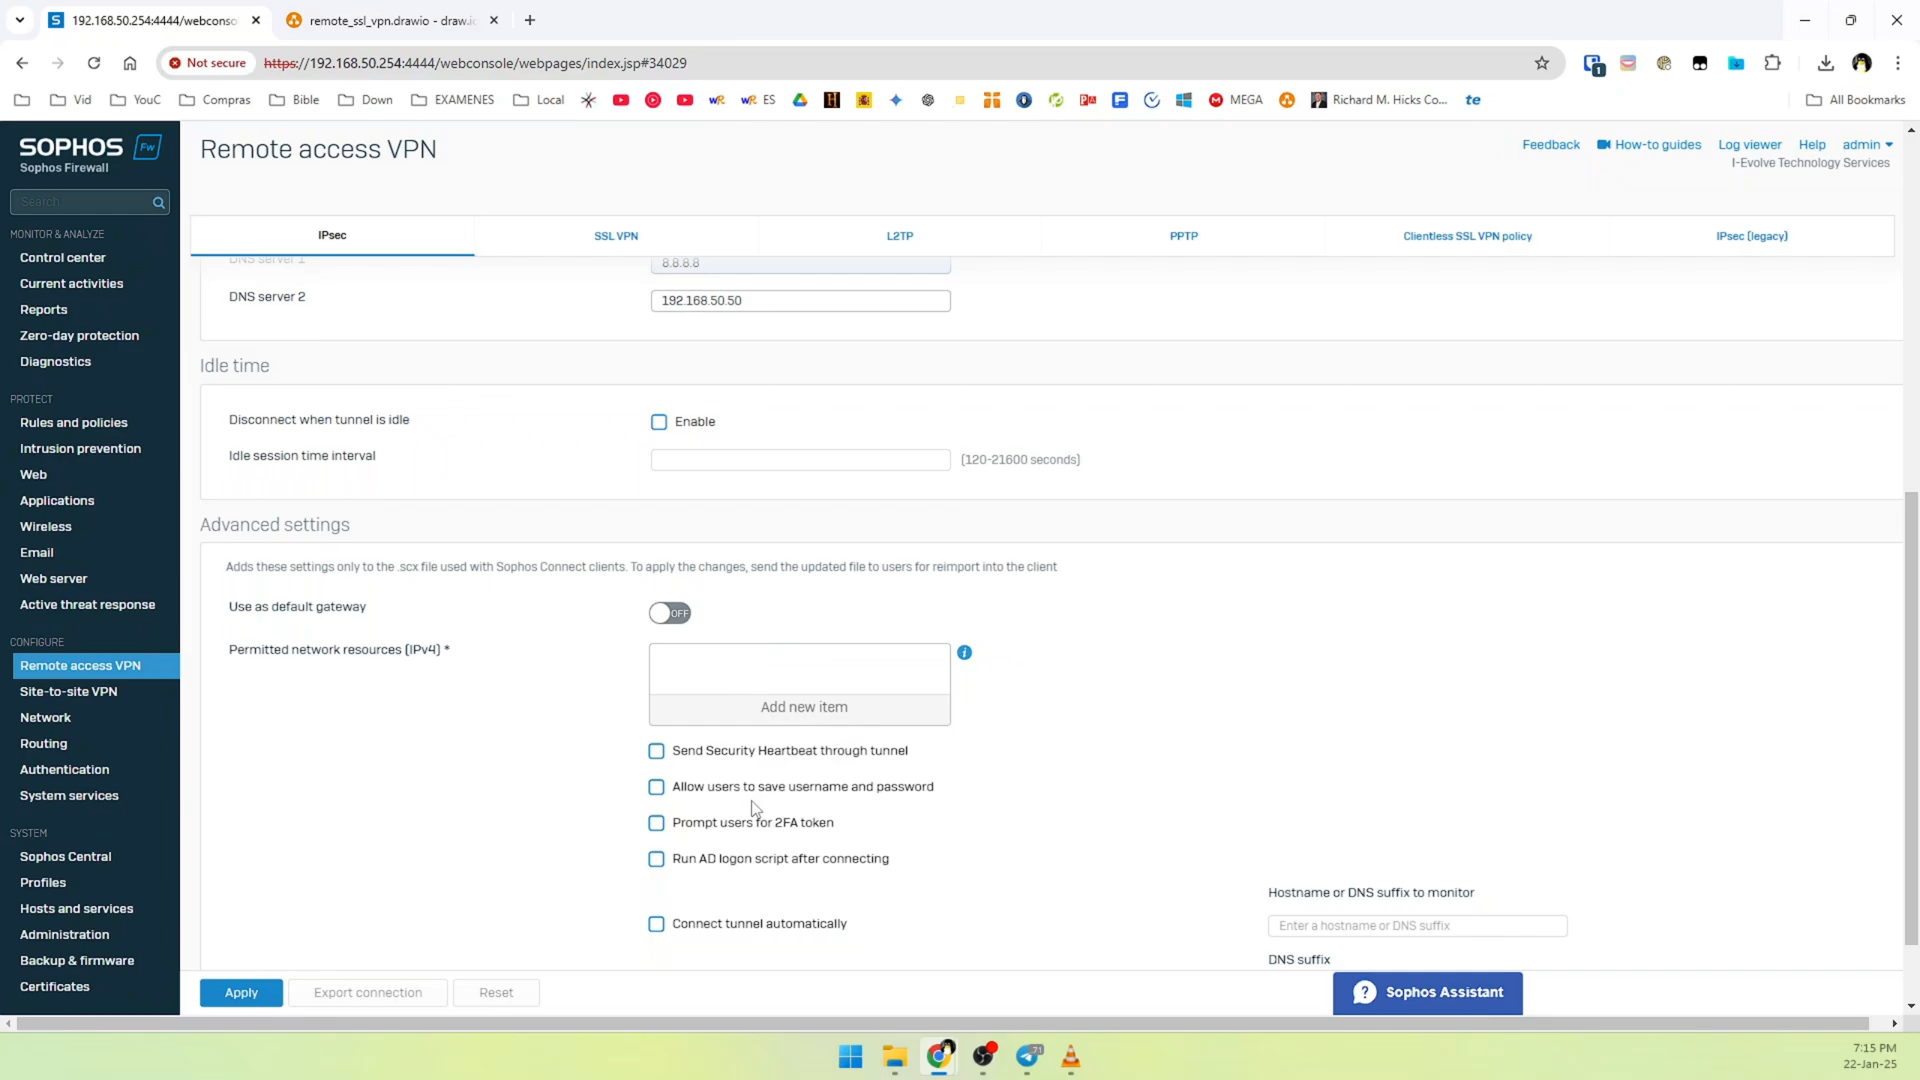 192.168.50.254:4444/webconso
remote_ssl_vpn.drawio - draw.i
Not secure
https://192.168.50.254:4444/webconsole/webpages/index.jsp#34029
1
Vid
YouC
Compras
Bible
Down
EXAMENES
Local
wR
wR ES
H
MEGA
Richard M. Hicks Co...
te
All Bookmarks
SOPHOS Fw
Sophos Firewall
Search
MONITOR & ANALYZE
Control center
Current activities
Reports
Zero-day protection
Diagnostics
PROTECT
Rules and policies
Intrusion prevention
Web
Applications
Wireless
Email
Web server
Active threat response
CONFIGURE
Remote access VPN
Site-to-site VPN
Network
Routing
Authentication
System services
SYSTEM
Sophos Central
Profiles
Hosts and services
Administration
Backup & firmware
Certificates
Remote access VPN
Feedback
How-to guides
Log viewer
Help
admin
I-Evolve Technology Services
IPsec
SSL VPN
L2TP
PPTP
Clientless SSL VPN policy
IPsec (legacy)
DNS server 1
8.8.8.8
DNS server 2
192.168.50.50
Idle time
Disconnect when tunnel is idle
Enable
Idle session time interval
(120-21600 seconds)
Advanced settings
Adds these settings only to the .scx file used with Sophos Connect clients. To apply the changes, send the updated file to users for reimport into the client
Use as default gateway
OFF
Permitted network resources (IPv4) *
Add new item
Send Security Heartbeat through tunnel
Allow users to save username and password
Prompt users for 2FA token
Run AD logon script after connecting
Connect tunnel automatically
Hostname or DNS suffix to monitor
Enter a hostname or DNS suffix
DNS suffix
Apply
Export connection
Reset
Sophos Assistant
7:15 PM
22-Jan-25